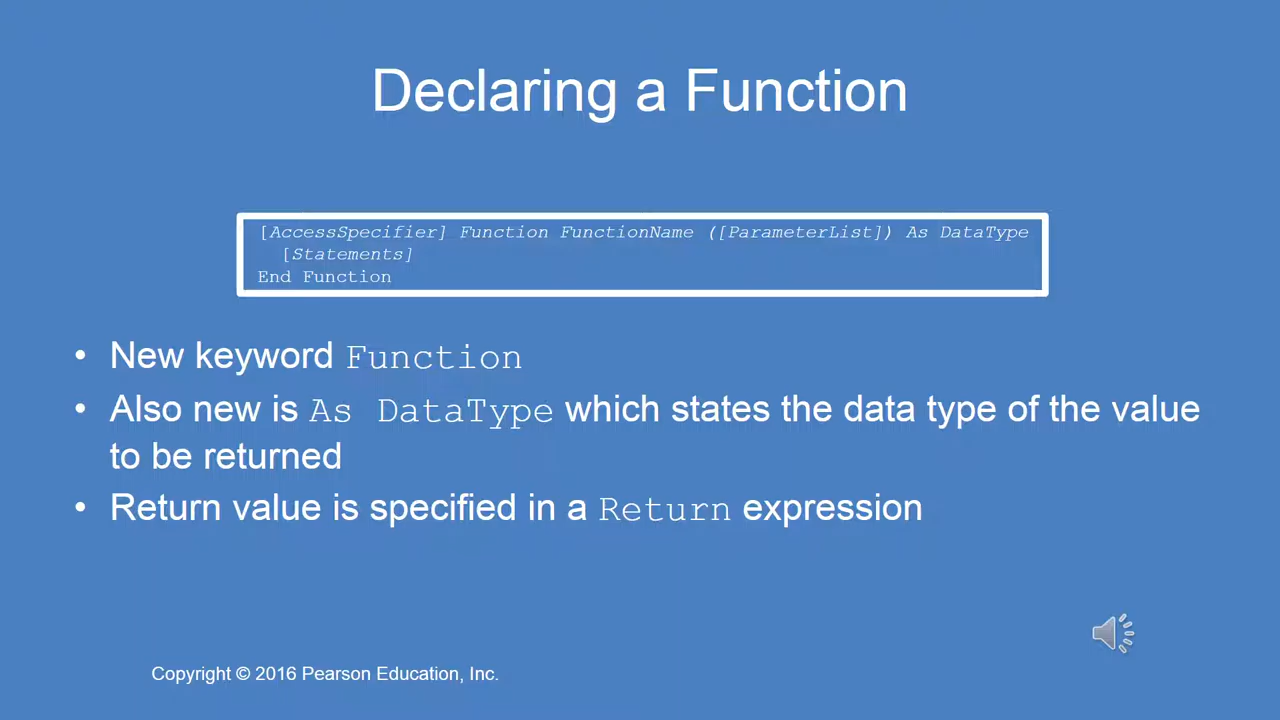 Declaring a Function
[AccessSpecifier] Function FunctionName ([ParameterList]) As DataType
[Statements]
End Function
• New keyword Function
• Also new is As DataType which states the data type of the value
to be returned
• Return value is specified in a Return expression
Copyright © 2016 Pearson Education, Inc.